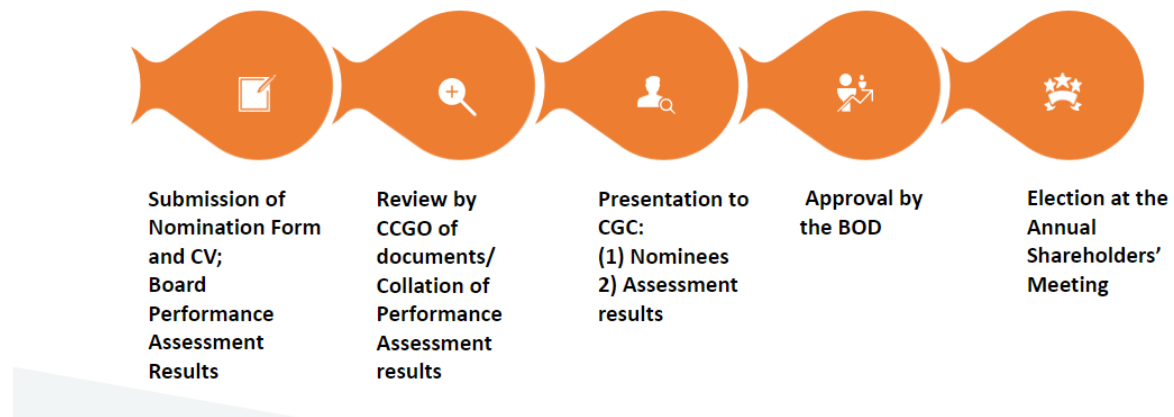 Submission of
Nomination Form
and CV;
Board
Performance
Assessment
Results
Review by
CCGO of
documents/
Collation of
Performance
Assessment
results
Presentation to
CGC:
(1) Nominees
2) Assessment
results
Approval by
the BOD
Election at the
Annual
Shareholders’
Meeting